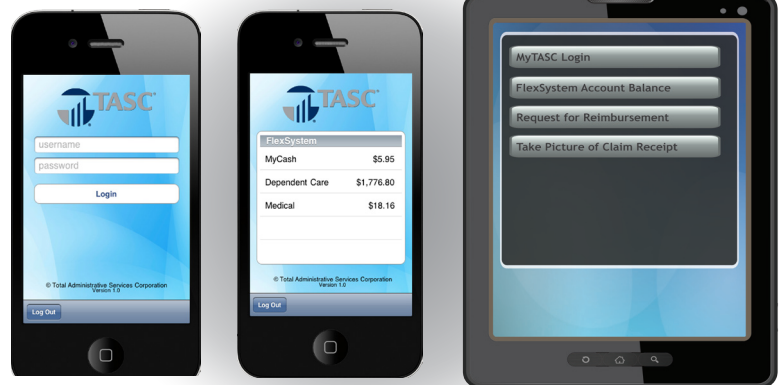 TASC
username
password
Login
© Total Administrative Services Corporation
Version 1.0
Log Out
TASC
FlexSystem
MyCash $5.95
Dependent Care $1,776.80
Medical $18.16
© Total Administrative Services Corporation
Version 1.0
Log Out
MyTASC Login
FlexSystem Account Balance
Request for Reimbursement
Take Picture of Claim Receipt